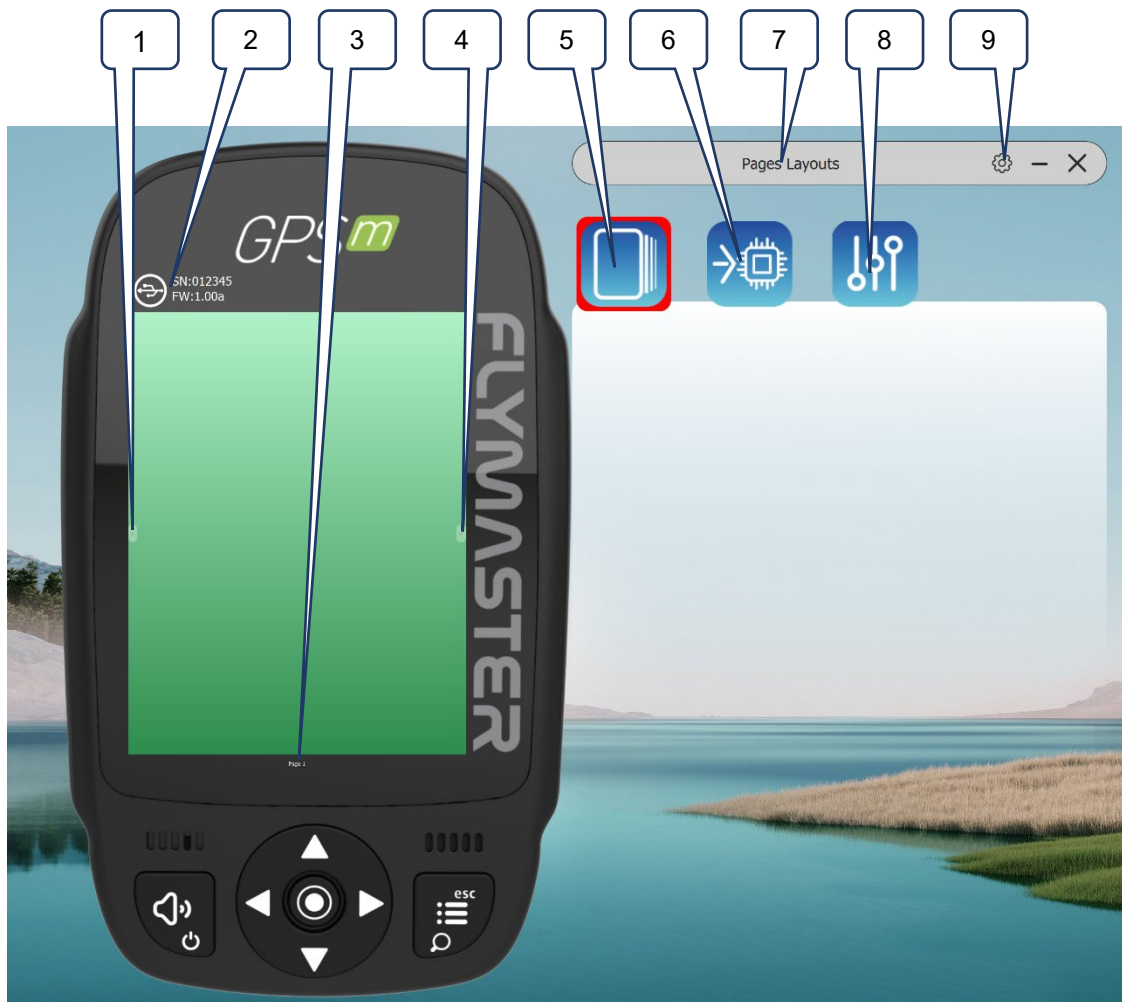 1 2 3 4 5 6 7 8 9
Pages Layouts
GPS m
SN:012345
FW:1.00a
FLYMASTER
Page 1
esc